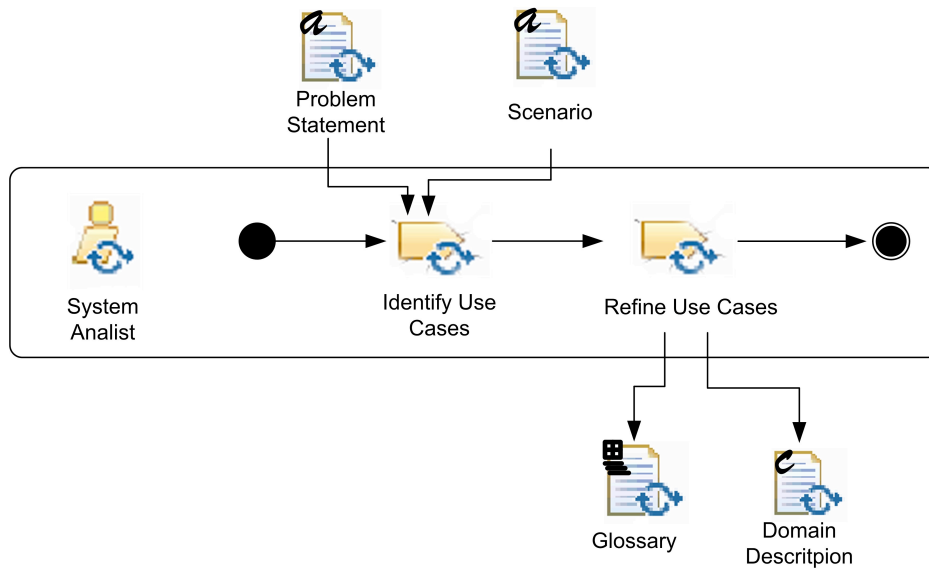 a
a
Problem
Statement
Scenario
System
Analist
Identify Use
Cases
Refine Use Cases
c
Glossary
Domain
Descritpion